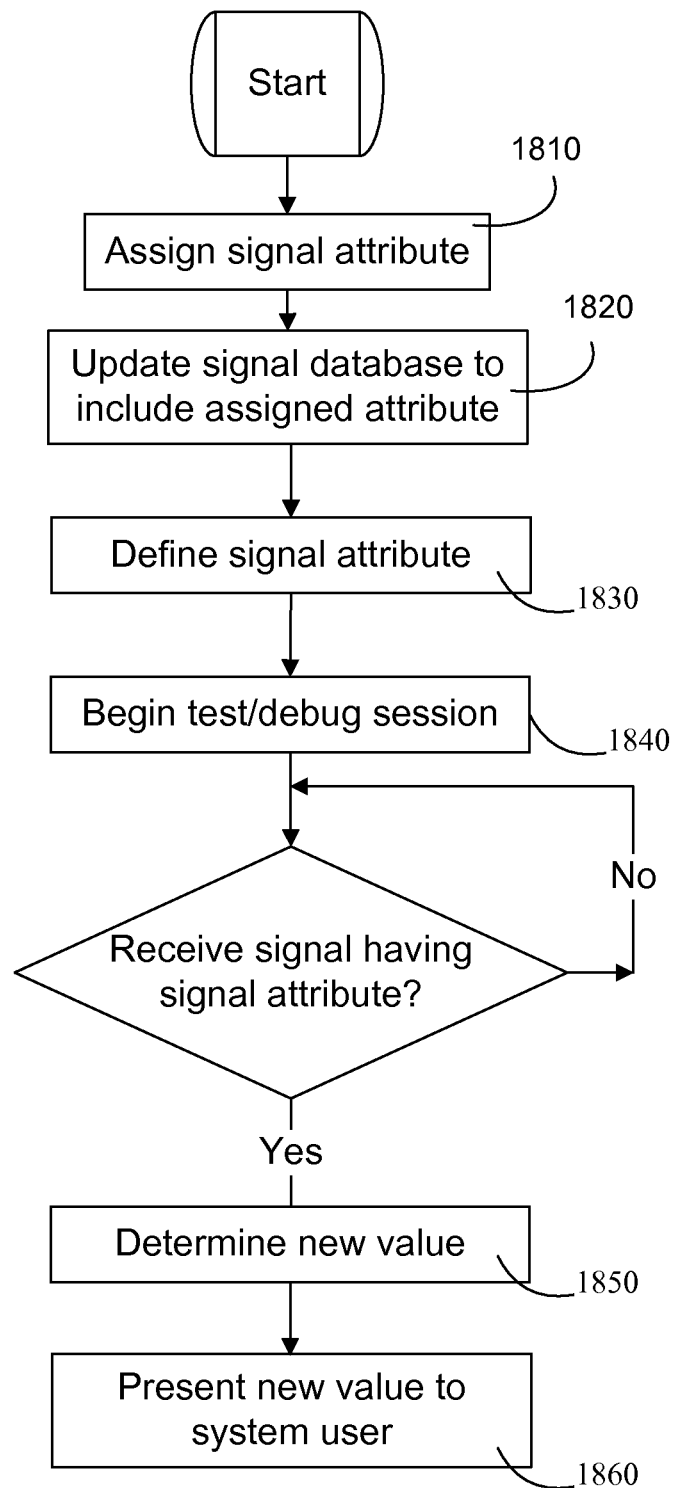 Start
1810
Assign signal attribute
1820
Update signal database to
include assigned attribute
Define signal attribute
1830
Begin test/debug session
1840
No
Receive signal having
signal attribute?
Yes
Determine new value
1850
Present new value to
system user
1860